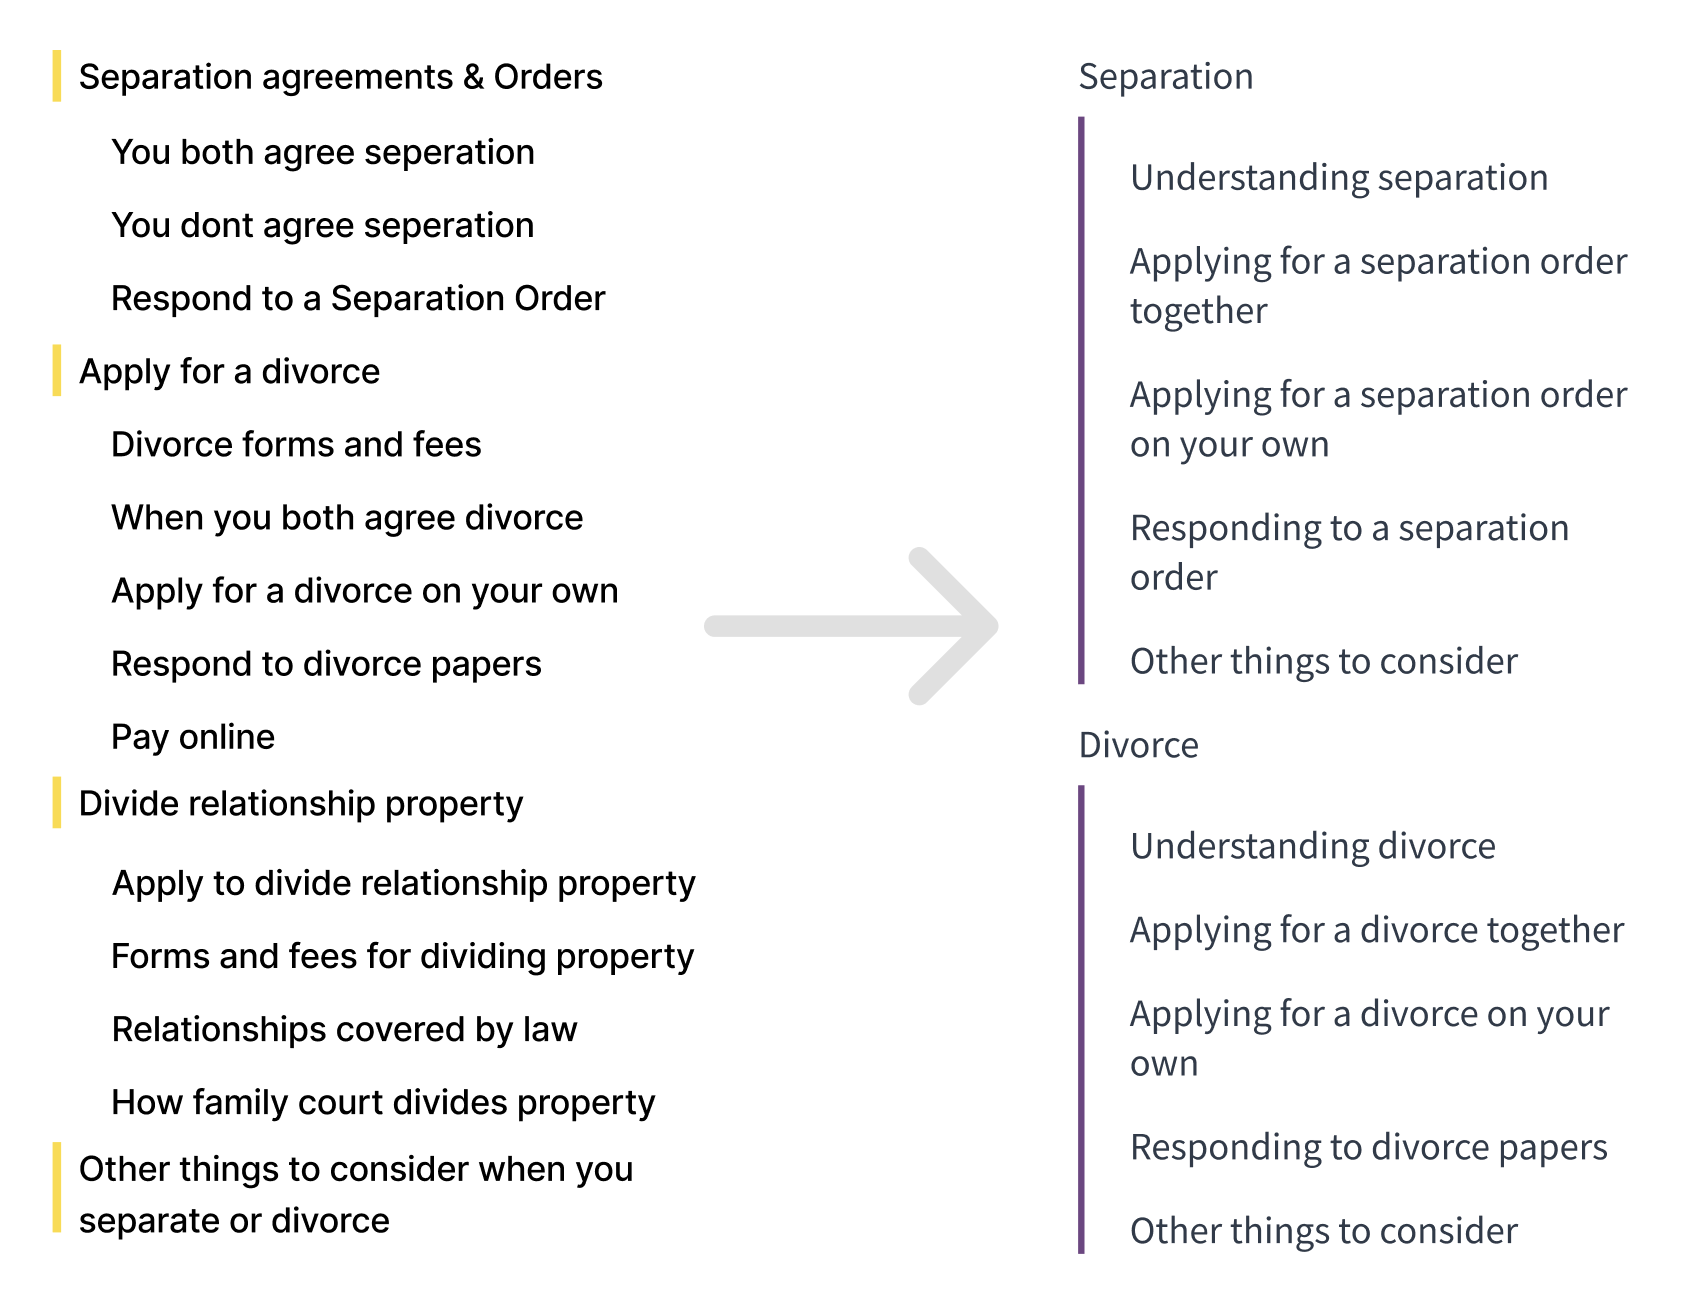 Separation agreements & Orders
You both agree seperation
You dont agree seperation
Respond to a Separation Order
Apply for a divorce
Divorce forms and fees
When you both agree divorce
Apply for a divorce on your own
Respond to divorce papers
Pay online
Divide relationship property
Apply to divide relationship property
Forms and fees for dividing property
Relationships covered by law
How family court divides property
Other things to consider when you
separate or divorce
Separation
Understanding separation
Applying for a separation order
together
Applying for a separation order
on your own
Responding to a separation
order
Other things to consider
Divorce
Understanding divorce
Applying for a divorce together
Applying for a divorce on your
own
Responding to divorce papers
Other things to consider